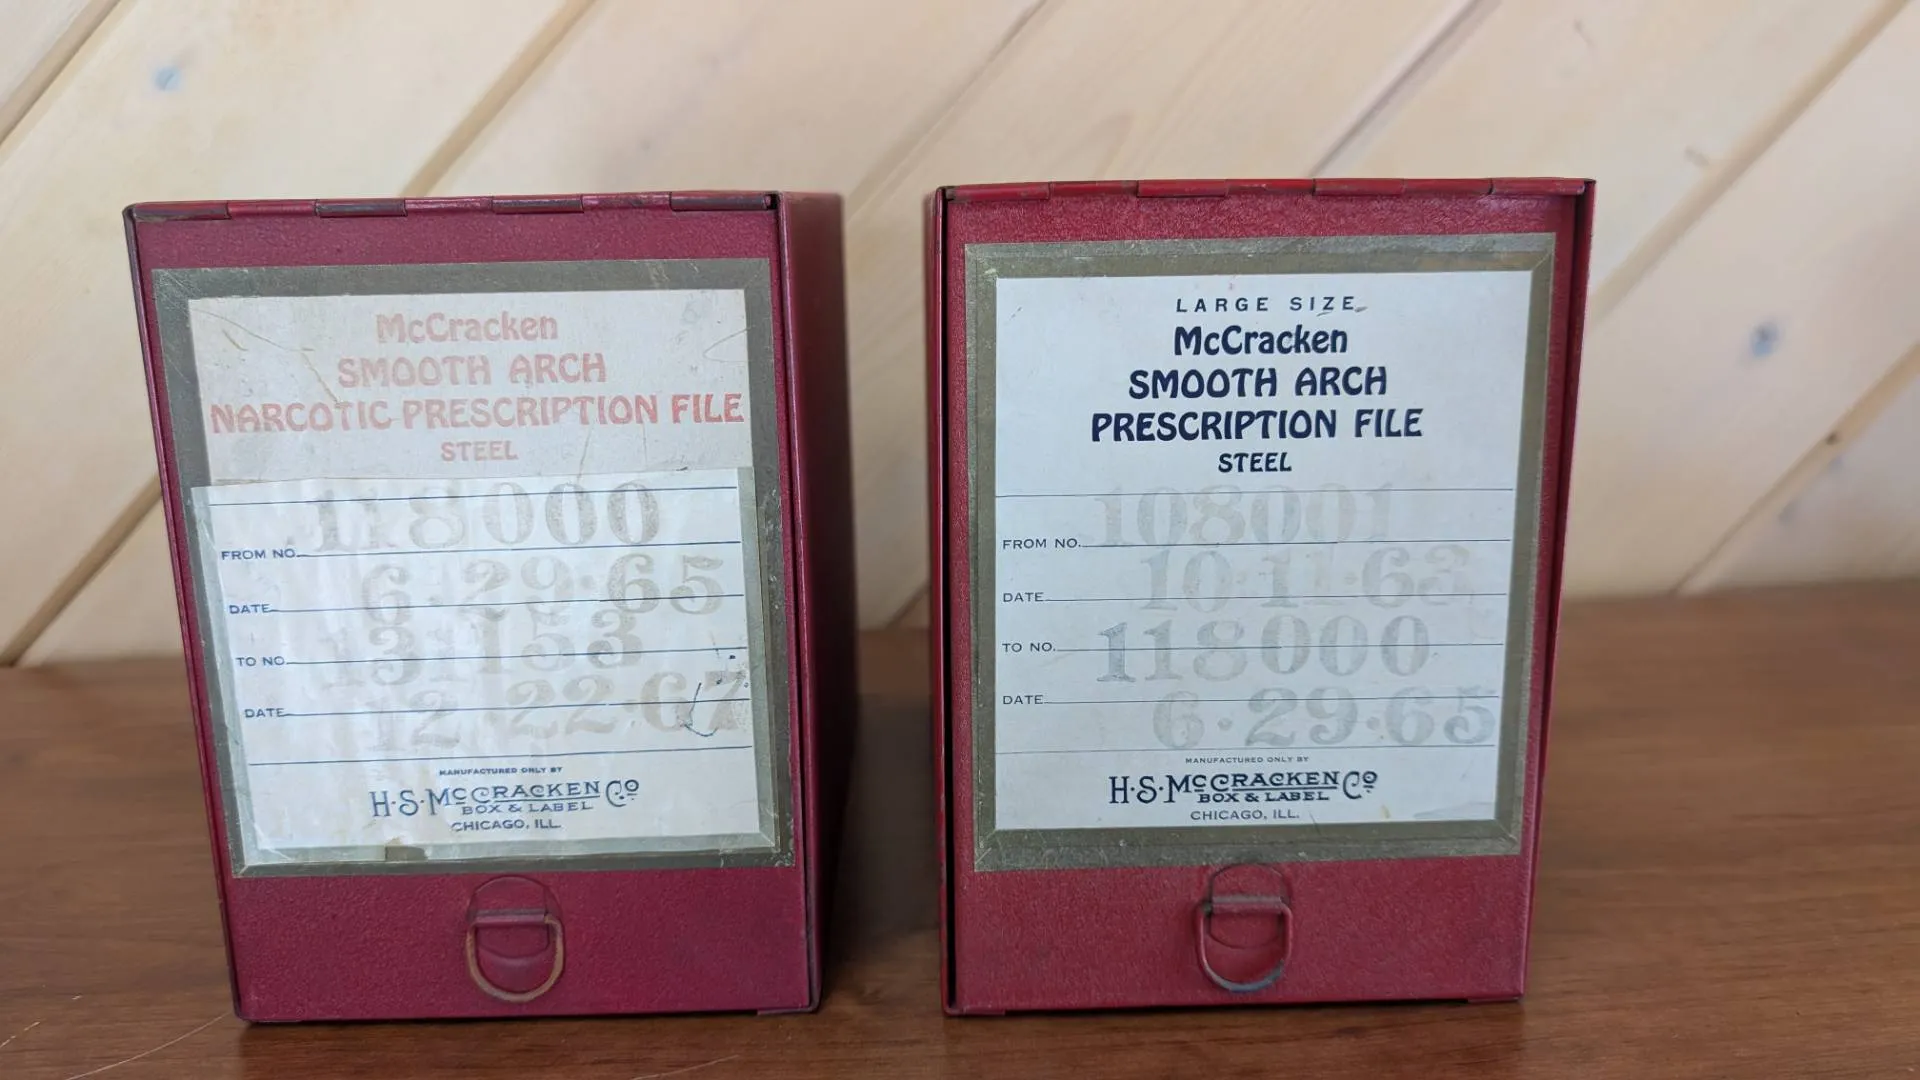 McCracken
SMOOTH ARCH
NARCOTIC PRESCRIPTION FILE
STEEL
118000
FROM NO.
6·29·65
DATE
131153
TO NO.
12·22·67
DATE
MANUFACTURED ONLY BY
H·S·McCRACKEN Co
BOX & LABEL
CHICAGO, ILL.
LARGE SIZE
McCracken
SMOOTH ARCH
PRESCRIPTION FILE
STEEL
108001
FROM NO.
10·11·63
DATE
118000
TO NO.
6·29·65
DATE
MANUFACTURED ONLY BY
H·S·McCRACKEN Co
BOX & LABEL
CHICAGO, ILL.